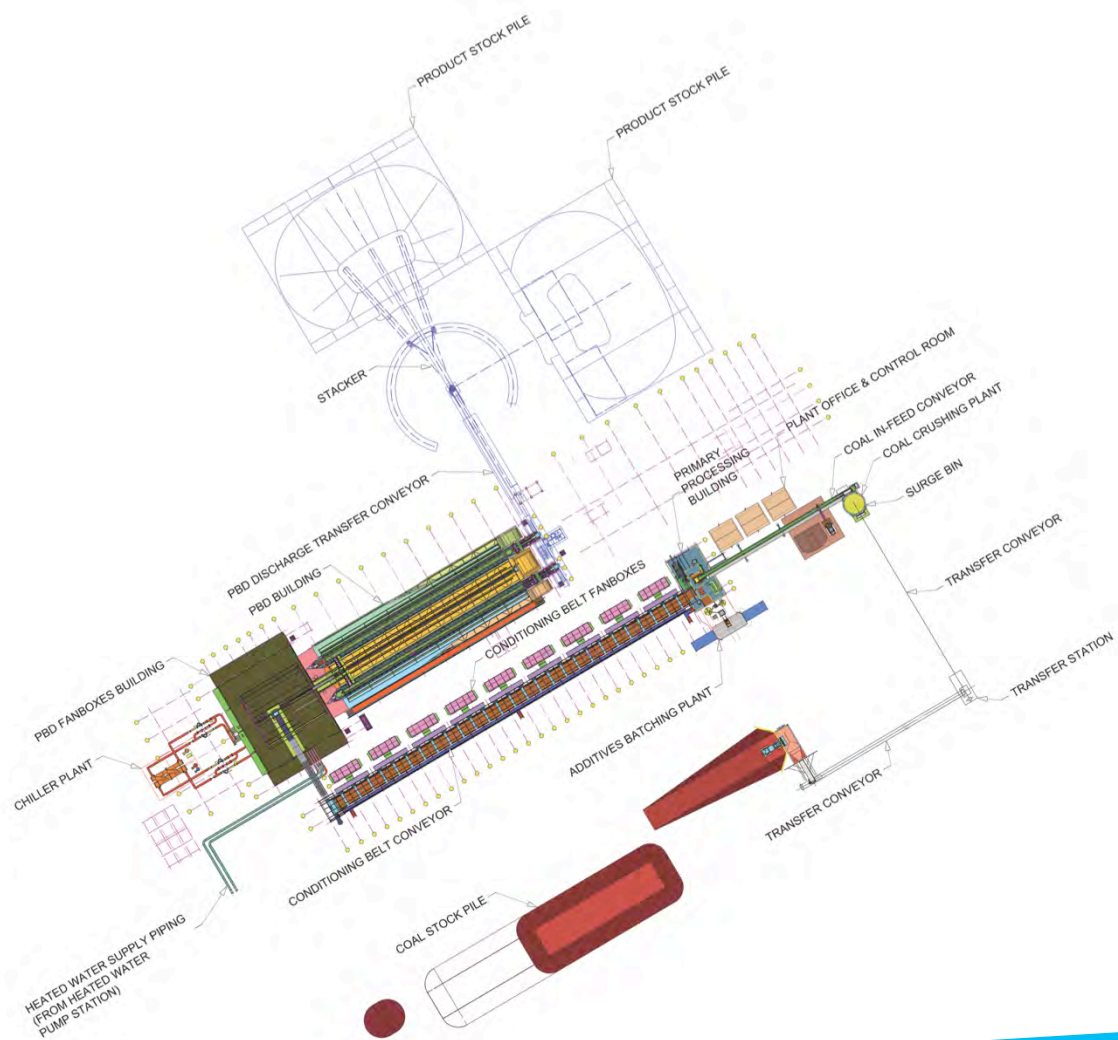 PRODUCT STOCK PILE
PRODUCT STOCK PILE
STACKER
PLANT OFFICE & CONTROL ROOM
COAL IN-FEED CONVEYOR
COAL CRUSHING PLANT
SURGE BIN
PRIMARY
PROCESSING
BUILDING
PBD DISCHARGE TRANSFER CONVEYOR
PBD BUILDING
CONDITIONING BELT FANBOXES
TRANSFER CONVEYOR
PBD FANBOXES BUILDING
CHILLER PLANT
TRANSFER STATION
ADDITIVES BATCHING PLANT
TRANSFER CONVEYOR
CONDITIONING BELT CONVEYOR
COAL STOCK PILE
HEATED WATER SUPPLY PIPING
(FROM HEATED WATER
PUMP STATION)